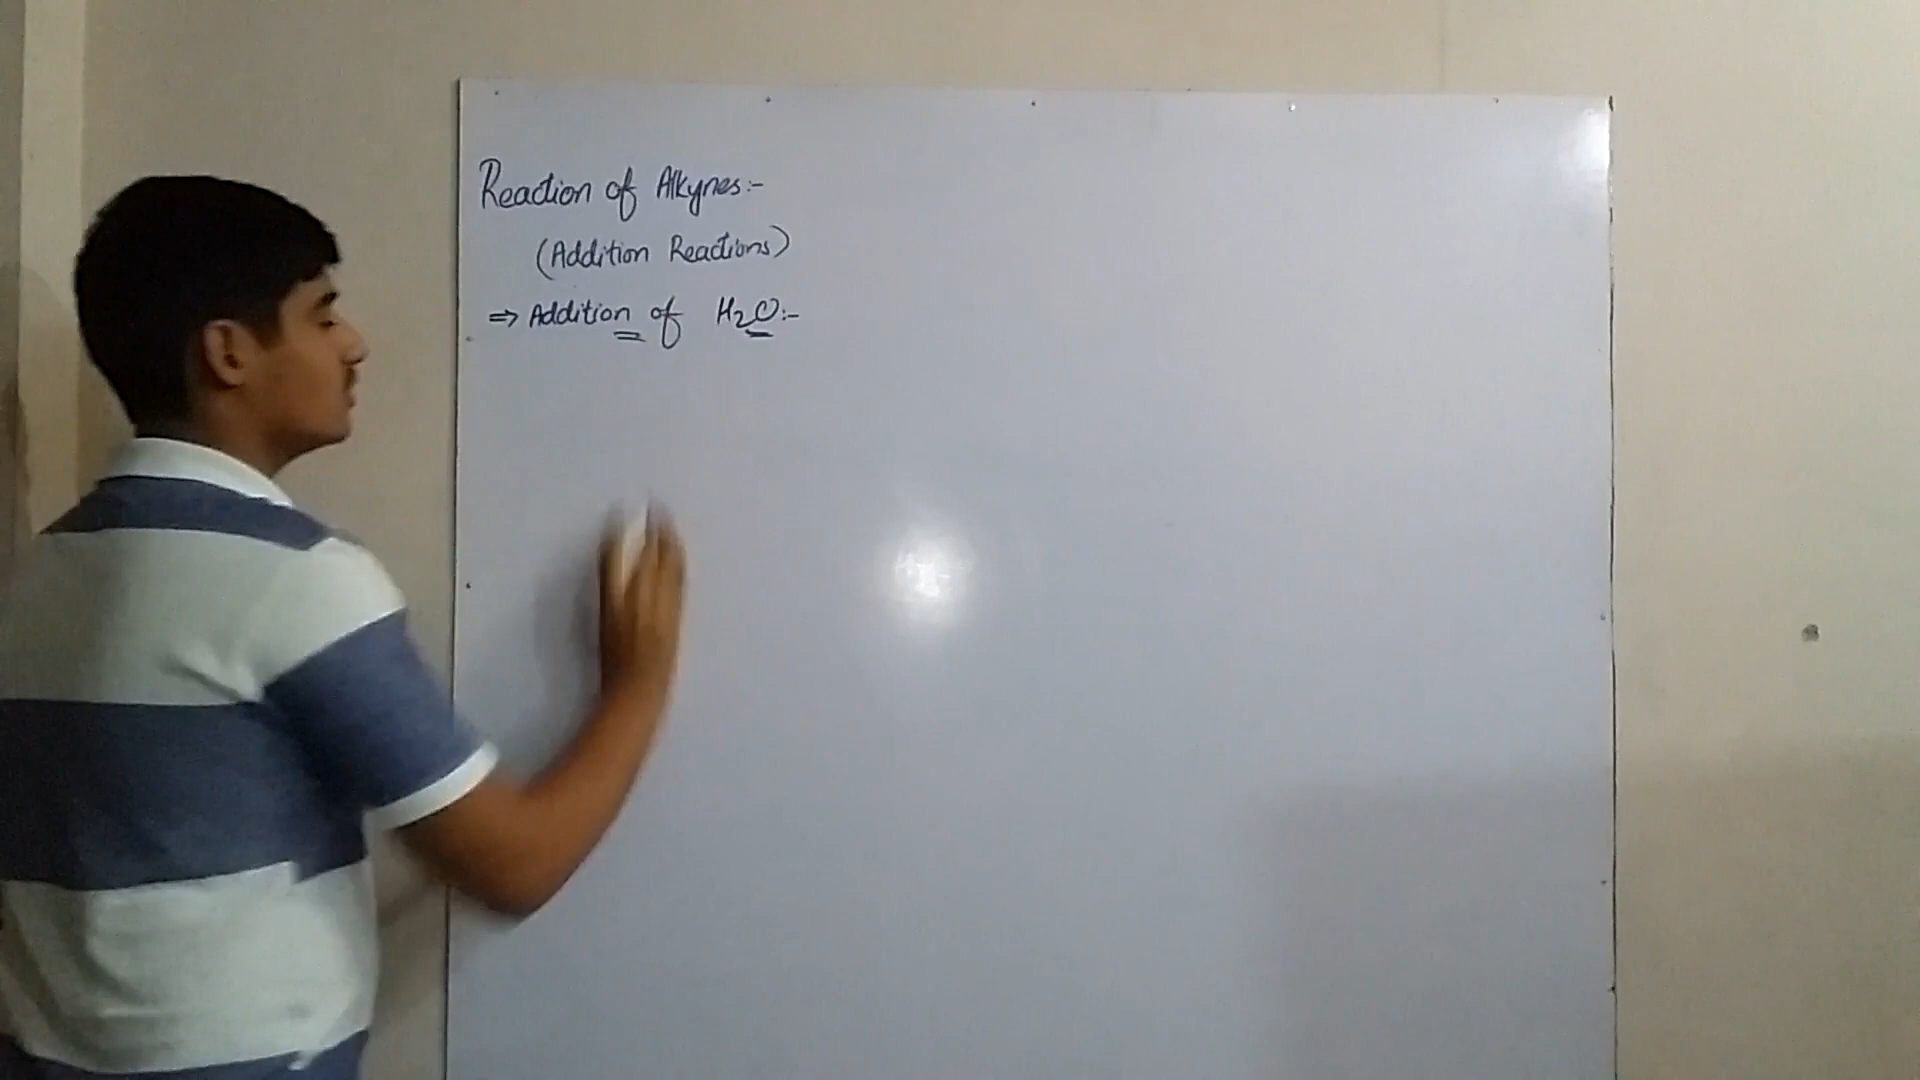 Reaction of Alkynes:-
(Addition Reactions)
⇒ Addition of H₂O:-